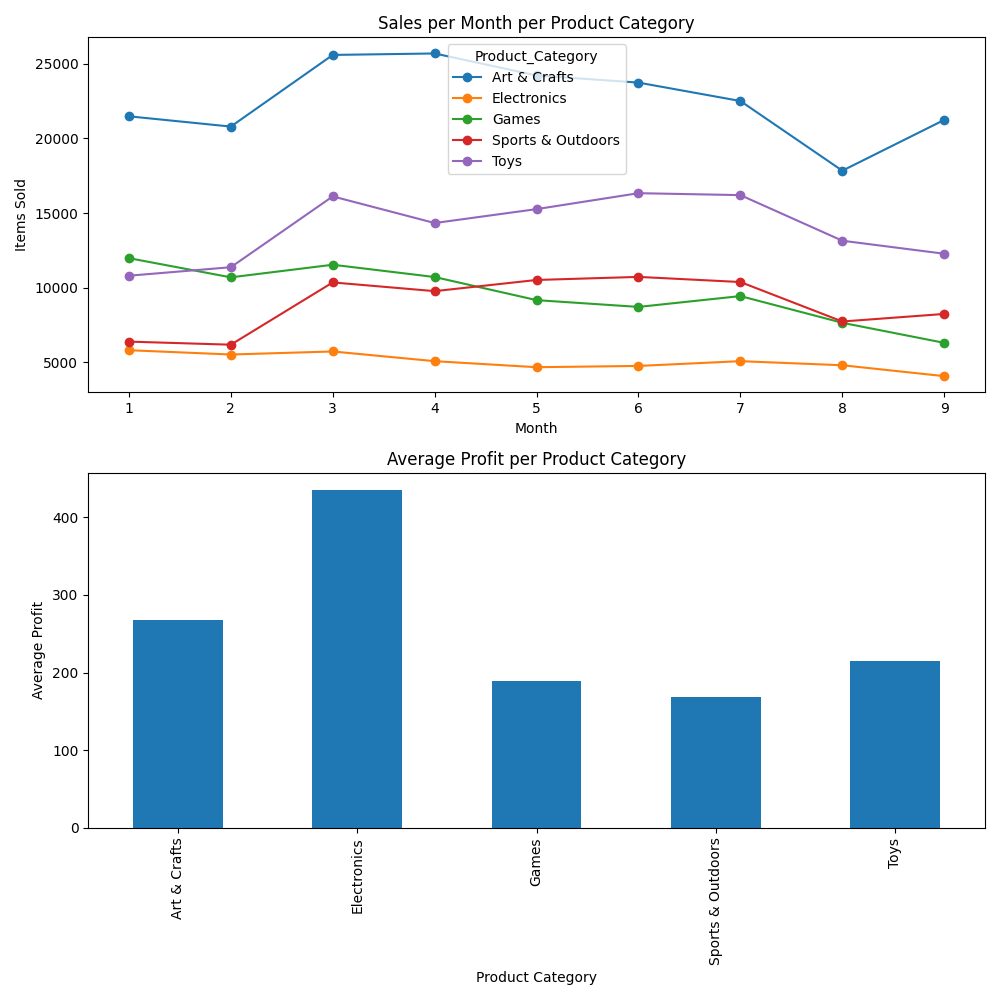 Sales per Month per Product Category
Items Sold
25000
20000
15000
10000
5000
Product_Category
Art & Crafts
Electronics
Games
Sports & Outdoors
Toys
1 2 3 4 5 6 7 8 9
Month
Average Profit per Product Category
Average Profit
400
300
200
100
0
Art & Crafts
Electronics
Games
Sports & Outdoors
Toys
Product Category